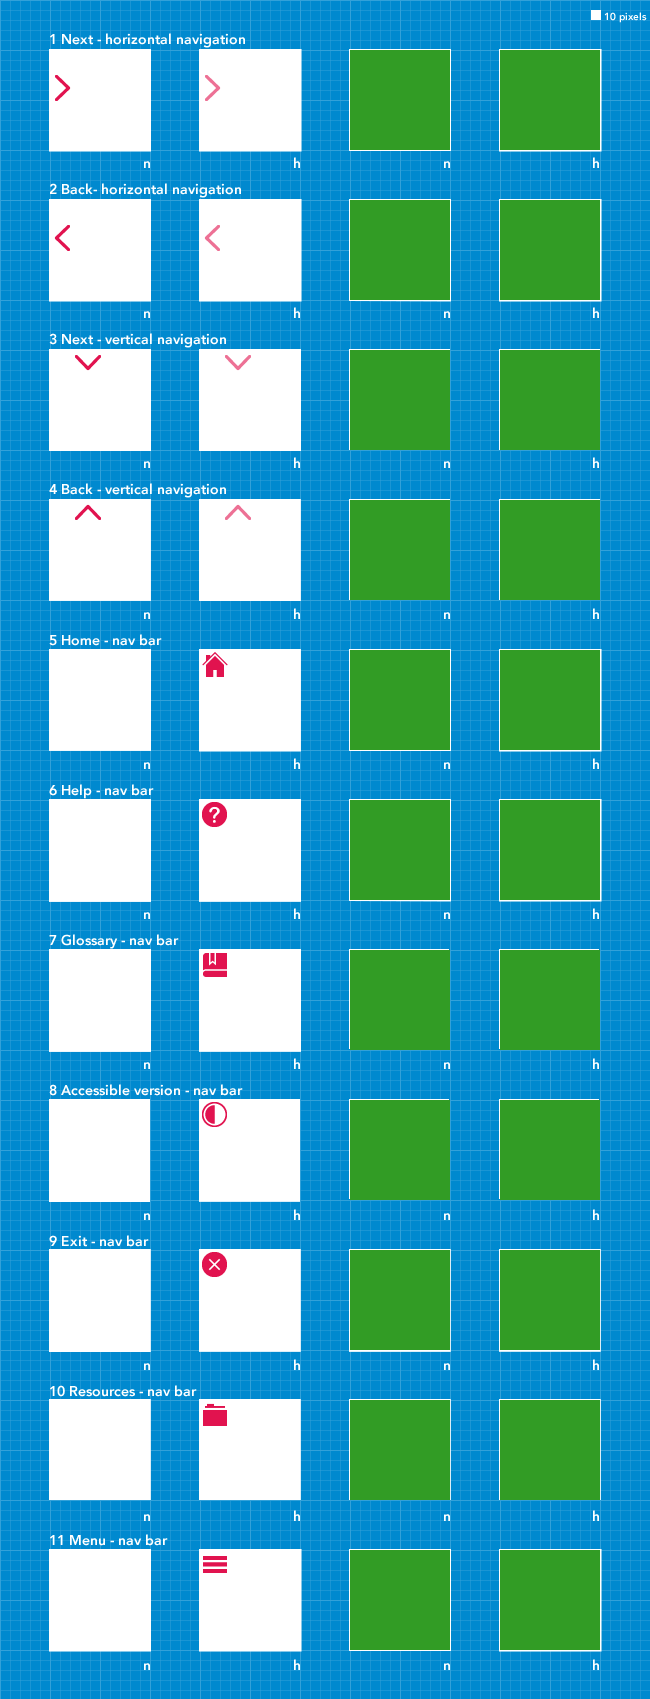 10 pixels
1 Next - horizontal navigation
n h n h
2 Back- horizontal navigation
n h n h
3 Next - vertical navigation
n h n h
4 Back - vertical navigation
n h n h
5 Home - nav bar
n h n h
6 Help - nav bar
?
n h n h
7 Glossary - nav bar
n h n h
8 Accessible version - nav bar
n h n h
9 Exit - nav bar
n h n h
10 Resources - nav bar
n h n h
11 Menu - nav bar
n h n h